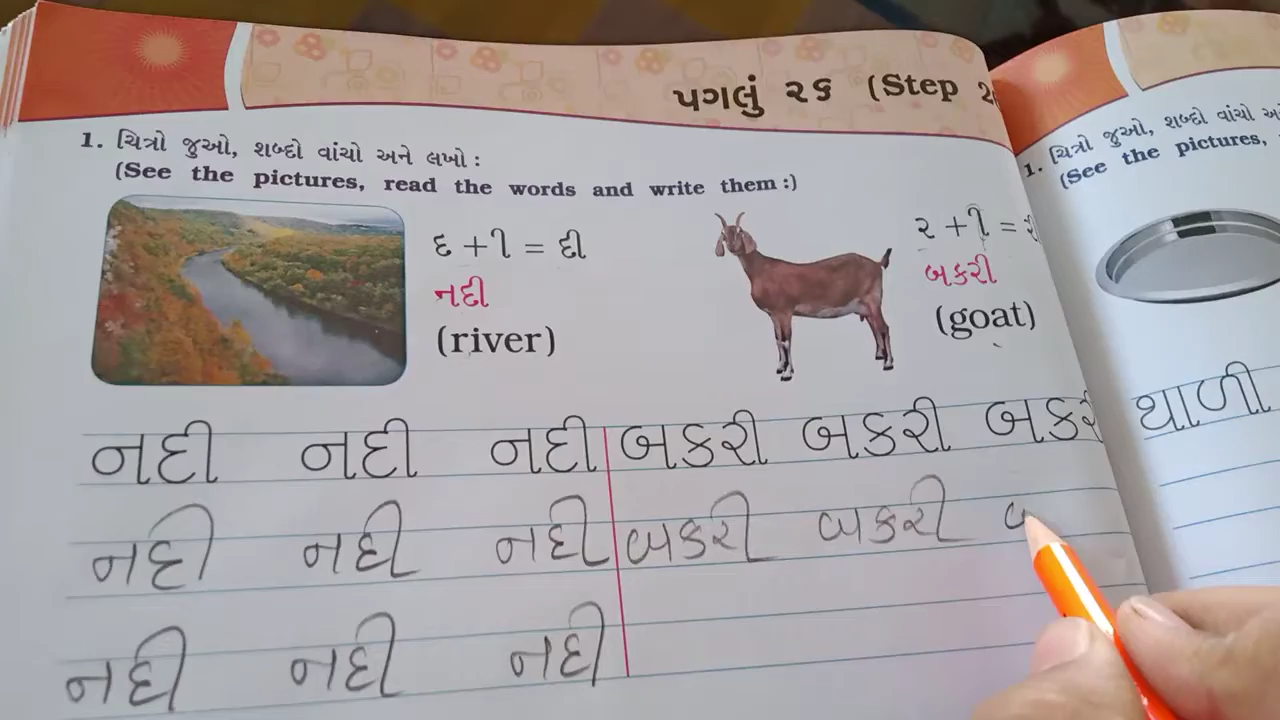 પગલું ૨૬ (Step
1. ચિત્રો જુઓ, શબ્દો વાંચો અને લખો :
(See the pictures, read the words and write them :)
દ + ી = દી
નદી
(river)
ર + ી =
બકરી
(goat)
નદી નદી નદી બકરી બકરી
નદી નદી નદી બકરી બકરી
નદી નદી નદી
1. ચિત્રો જુઓ, શબ્દો વાંચો
(See the pictures,
થાળી